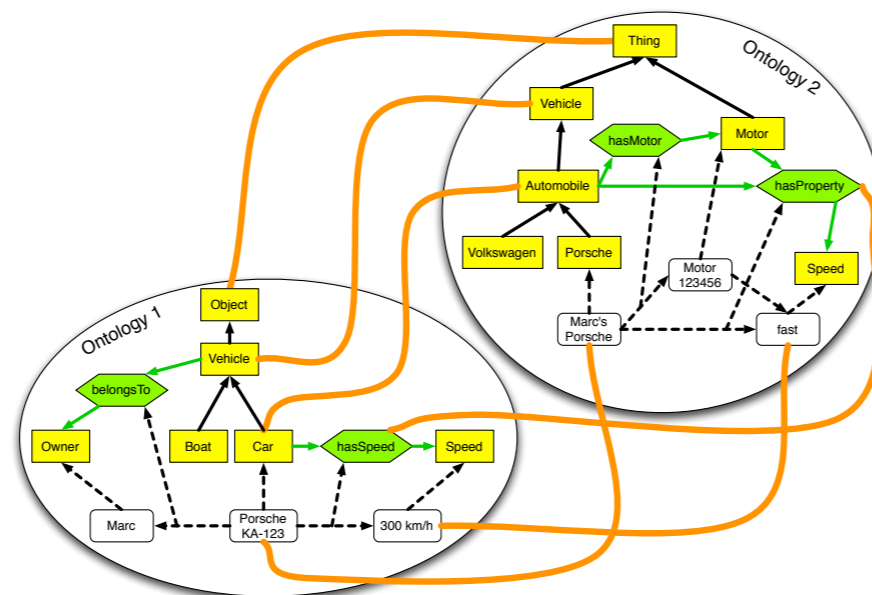 Thing
Ontology 2
Vehicle
hasMotor
Motor
Automobile
hasProperty
Volkswagen
Porsche
Motor
123456
Speed
Marc's
Porsche
fast
Ontology 1
Object
Vehicle
belongsTo
Owner
Boat
Car
hasSpeed
Speed
Marc
Porsche
KA-123
300 km/h